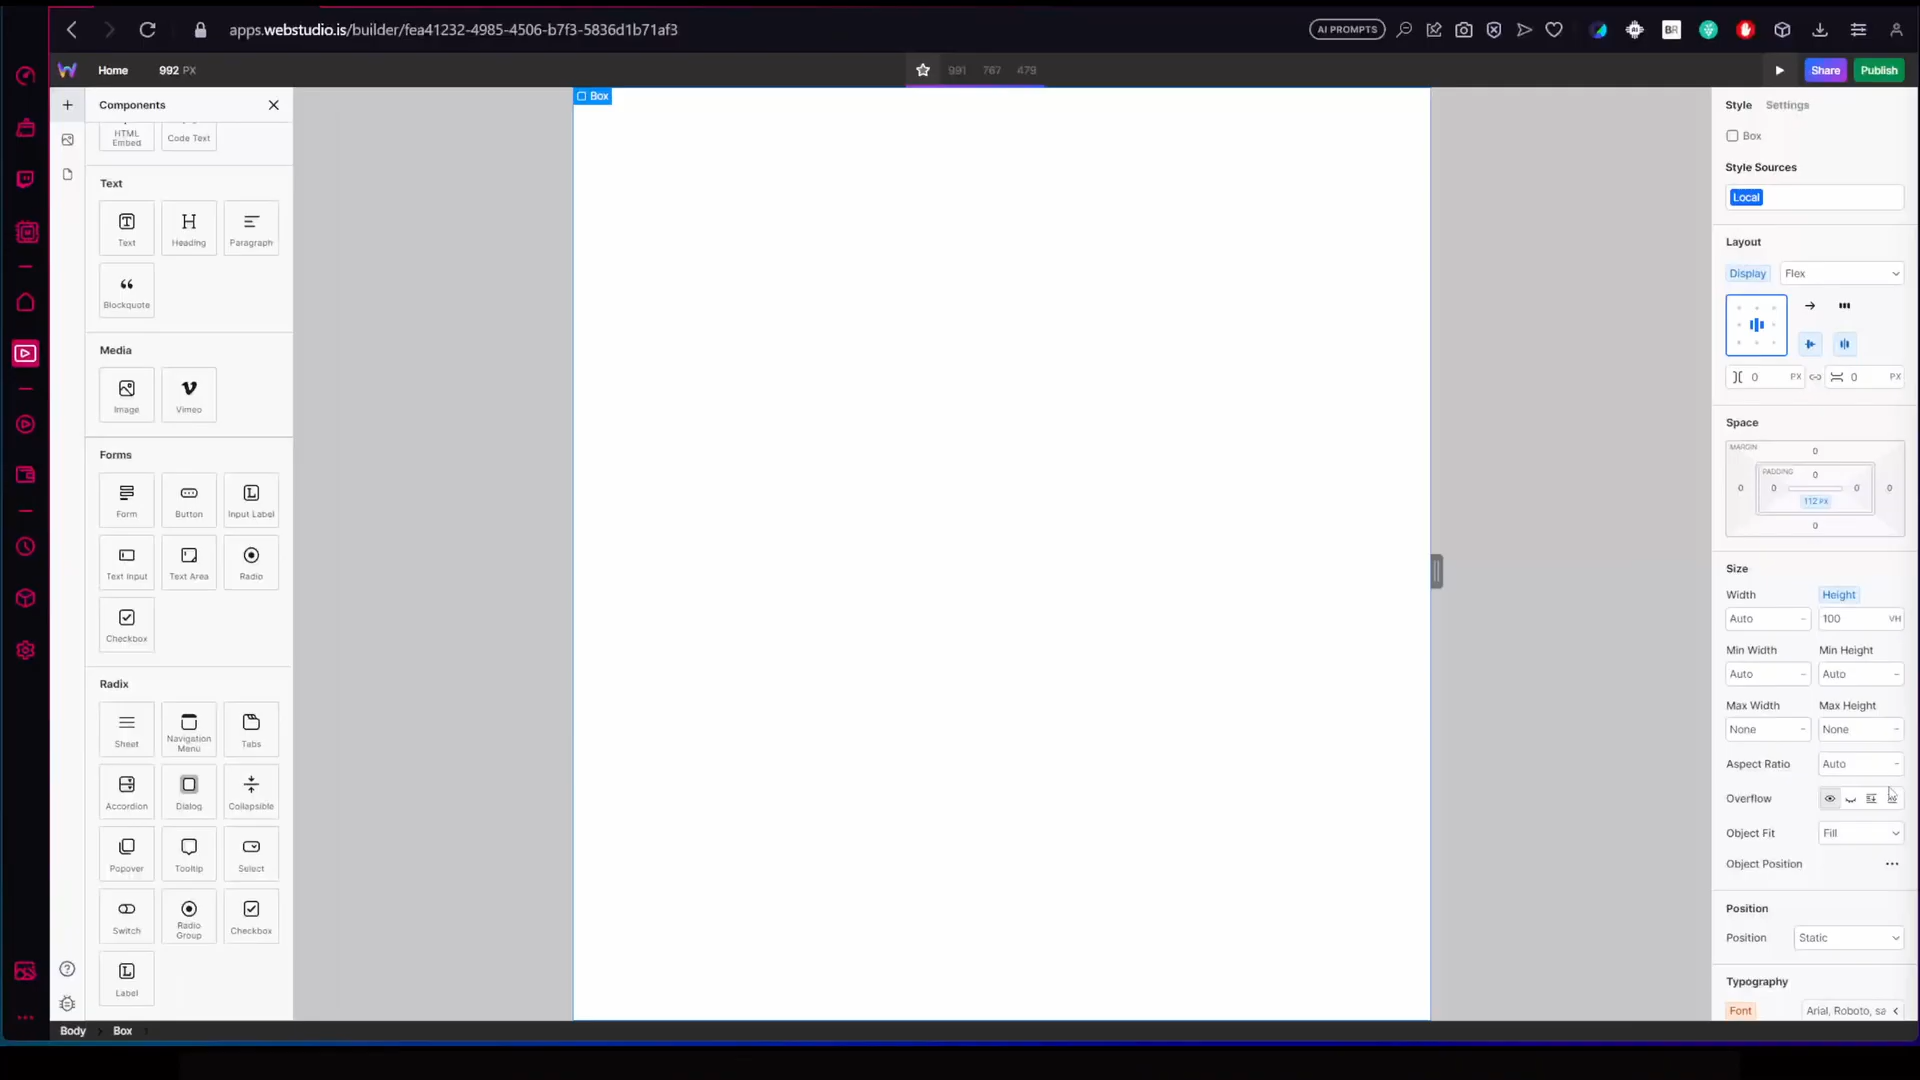 apps.webstudio.is/builder/fea41232-4985-4506-b7f3-5836d1b71af3
AI PROMPTS
BR
Home
992 PX
991
767
479
Share
Publish
Components
HTML Embed
Code Text
Text
Text
Heading
Paragraph
Blockquote
Media
Image
Vimeo
Forms
Form
Button
Input Label
Text Input
Text Area
Radio
Checkbox
Radix
Sheet
Navigation Menu
Tabs
Accordion
Dialog
Collapsible
Popover
Tooltip
Select
Switch
Radio Group
Checkbox
Label
Body
Box
Box
Style
Settings
Box
Style Sources
Local
Layout
Display
Flex
0 PX
0 PX
Space
MARGIN
0
PADDING
0
0 0 0 0
112 PX
0
Size
Width
Height
Auto
100 VH
Min Width
Min Height
Auto
Auto
Max Width
Max Height
None
None
Aspect Ratio
Auto
Overflow
Object Fit
Fill
Object Position
Position
Position
Static
Typography
Font
Arial, Roboto, sa